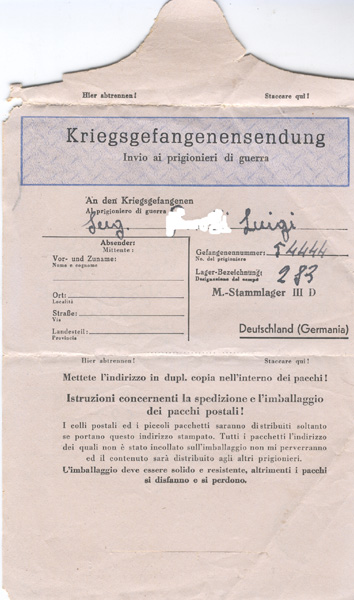 Hier abtrennen! Staccare qui!
Kriegsgefangenensendung
Invio ai prigionieri di guerra
An den Kriegsgefangenen
Al prigioniero di guerra
Serg. Luigi
Absender:
Mittente:
Vor- und Zuname:
Nome e cognome
Ort:
Località
Straße:
Via
Landesteil:
Provincia
Gefangenennummer: 54444
No. del prigioniero
Lager-Bezeichnung: 283
Designazione del campo
M.-Stammlager III D
Deutschland (Germania)
Hier abtrennen! Staccare qui!
Mettete l'indirizzo in dupl. copia nell'interno dei pacchi!
Istruzioni concernenti la spedizione e l'imballaggio
dei pacchi postali!
I colli postali ed i piccoli pacchetti saranno distribuiti soltanto
se portano questo indirizzo stampato. Tutti i pacchetti l'indirizzo
dei quali non è stato incollato sull'imballaggio non mi perverranno
ed il contenuto sarà distribuito agli altri prigionieri.
L'imballaggio deve essere solido e resistente, altrimenti i pacchi
si disfanno e si perdono.